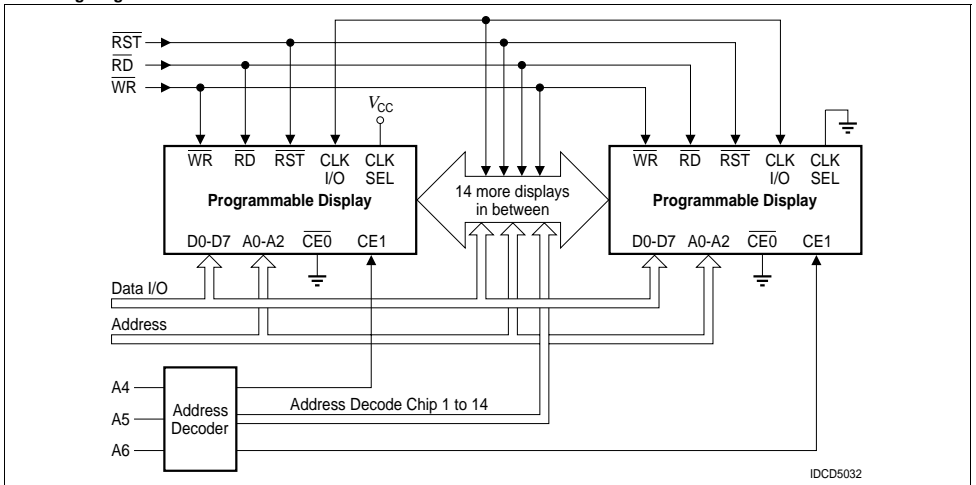 RST
RD
WR
VCC
WR RD RST CLK I/O CLK SEL
Programmable Display
D0-D7 A0-A2 CE0 CE1
14 more displays
in between
WR RD RST CLK I/O CLK SEL
Programmable Display
D0-D7 A0-A2 CE0 CE1
Data I/O
Address
A4
A5
A6
Address
Decoder
Address Decode Chip 1 to 14
IDCD5032